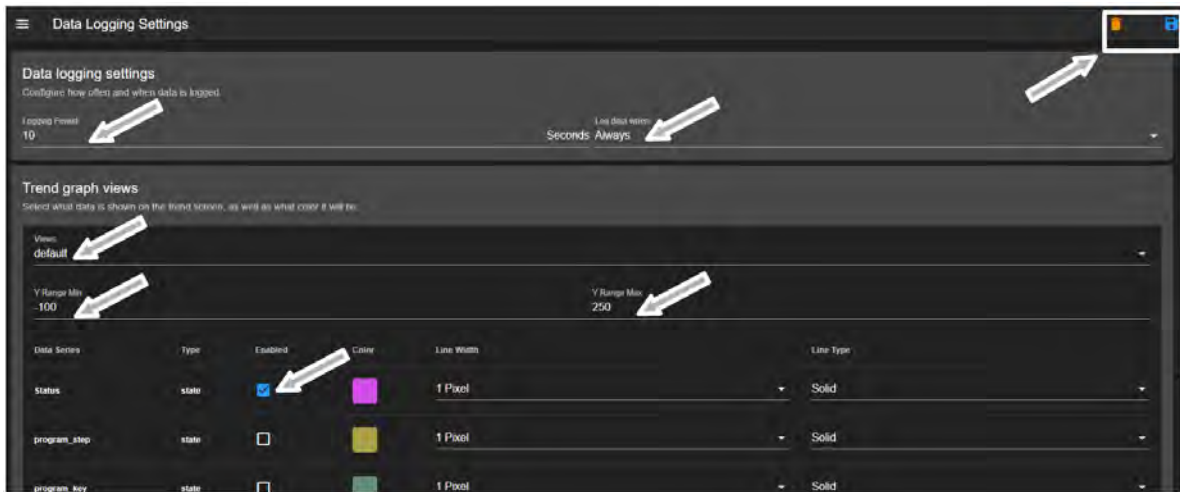 Data Logging Settings
Data logging settings
Configure how often and when data is logged.
Logging Period
10
Seconds
Log data when
Always
Trend graph views
Select what data is shown on the trend screen, as well as what color it will be.
Views
default
Y Range Min
-100
Y Range Max
250
Data Series Type Enabled Color Line Width Line Type
Status state 1 Pixel Solid
program_step state 1 Pixel Solid
program_key state 1 Pixel Solid